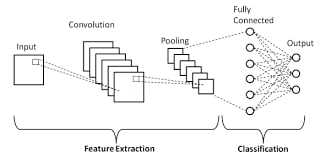 Fully
Connected
Convolution
Input
Pooling
Output
Feature Extraction
Classification